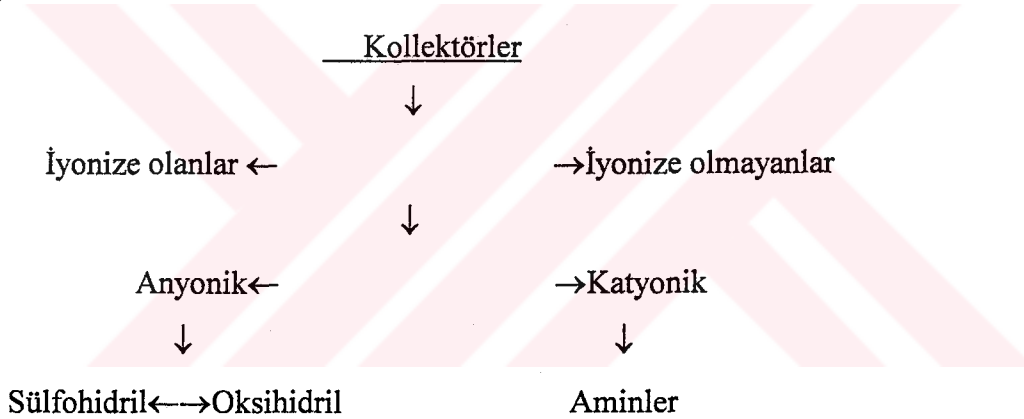 Kollektörler
↓
İyonize olanlar ← →İyonize olmayanlar
↓
Anyonik← →Katyonik
↓ ↓
Sülfohidril←→Oksihidril Aminler